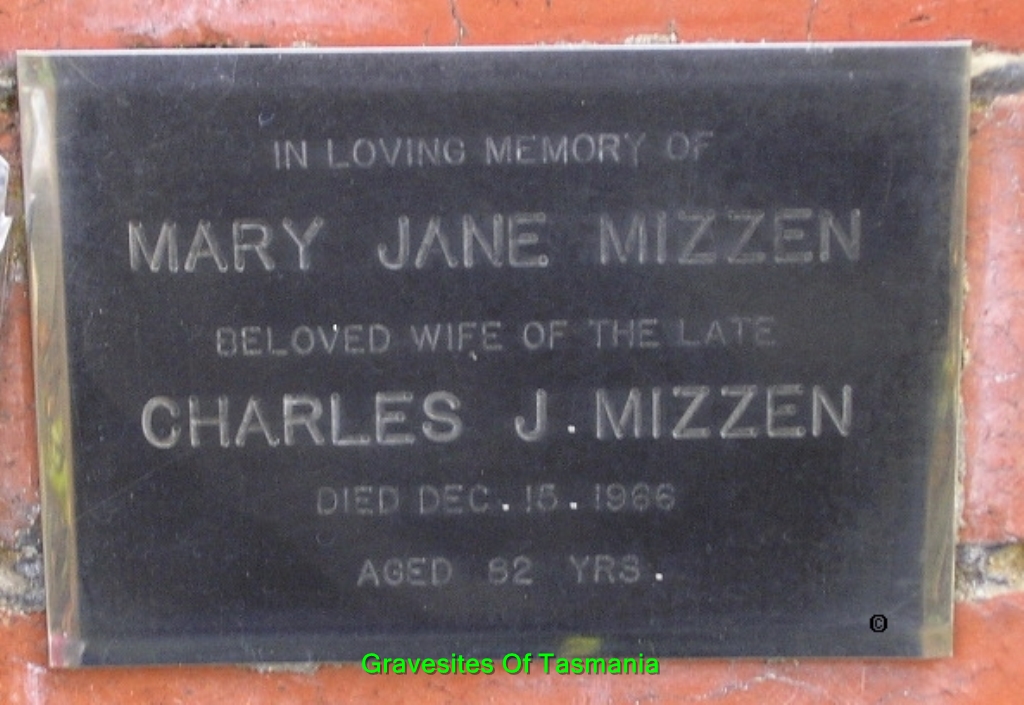 IN LOVING MEMORY OF
MARY JANE MIZZEN
BELOVED WIFE OF THE LATE
CHARLES J. MIZZEN
DIED DEC. 15. 1966
AGED 82 YRS.
©
Gravesites Of Tasmania